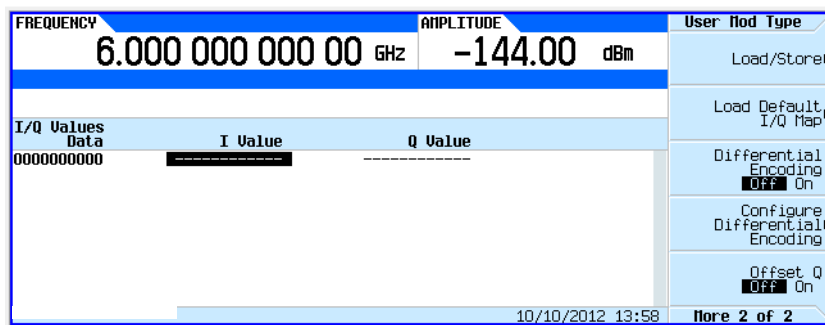 FREQUENCY AMPLITUDE User Mod Type
6.000 000 000 00 GHz -144.00 dBm
Load/Store
Load Default
I/Q Map
I/Q Values
Data I Value Q Value
0000000000 ------------ ------------
Differential
Encoding
Off On
Configure
Differential
Encoding
Offset Q
Off On
10/10/2012 13:58 More 2 of 2